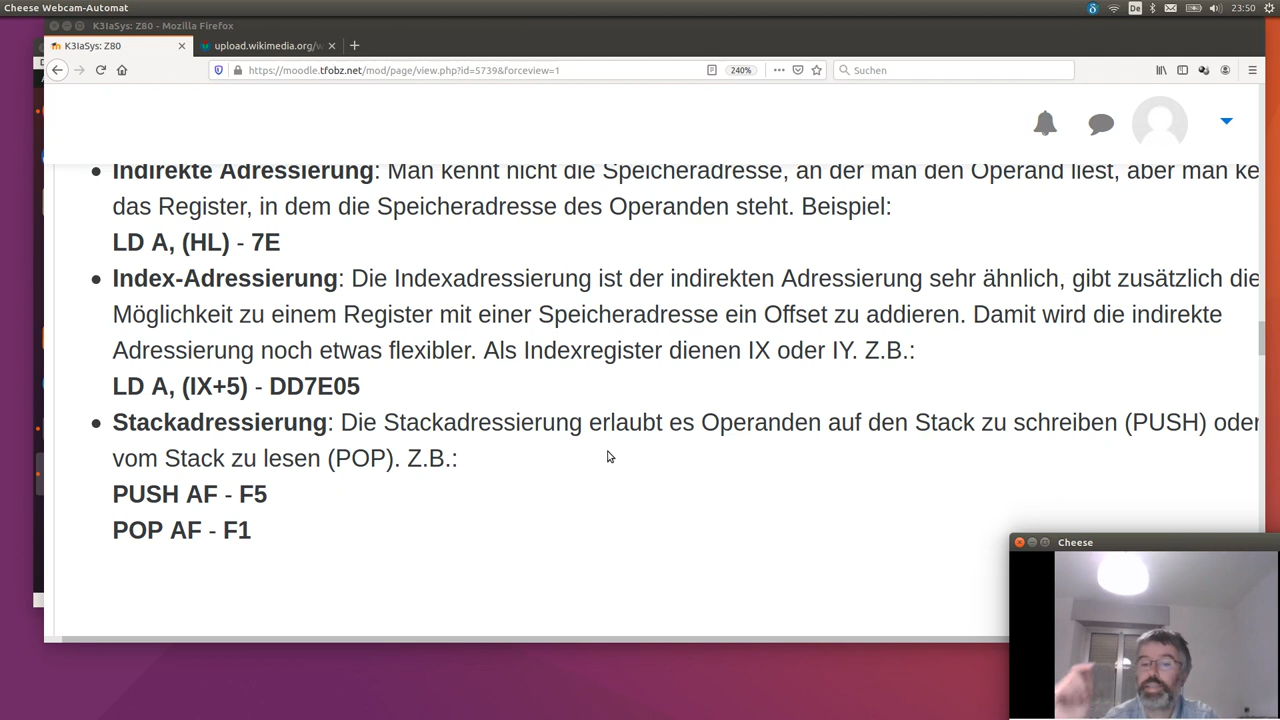 Cheese Webcam-Automat
De
23:50
K3IaSys: Z80 - Mozilla Firefox
K3IaSys: Z80
upload.wikimedia.org/w
https://moodle.tfobz.net/mod/page/view.php?id=5739&forceview=1
240%
Suchen
• Indirekte Adressierung: Man kennt nicht die Speicheradresse, an der man den Operand liest, aber man ke
das Register, in dem die Speicheradresse des Operanden steht. Beispiel:
LD A, (HL) - 7E
• Index-Adressierung: Die Indexadressierung ist der indirekten Adressierung sehr ähnlich, gibt zusätzlich die
Möglichkeit zu einem Register mit einer Speicheradresse ein Offset zu addieren. Damit wird die indirekte
Adressierung noch etwas flexibler. Als Indexregister dienen IX oder IY. Z.B.:
LD A, (IX+5) - DD7E05
• Stackadressierung: Die Stackadressierung erlaubt es Operanden auf den Stack zu schreiben (PUSH) oder
vom Stack zu lesen (POP). Z.B.:
PUSH AF - F5
POP AF - F1
Cheese